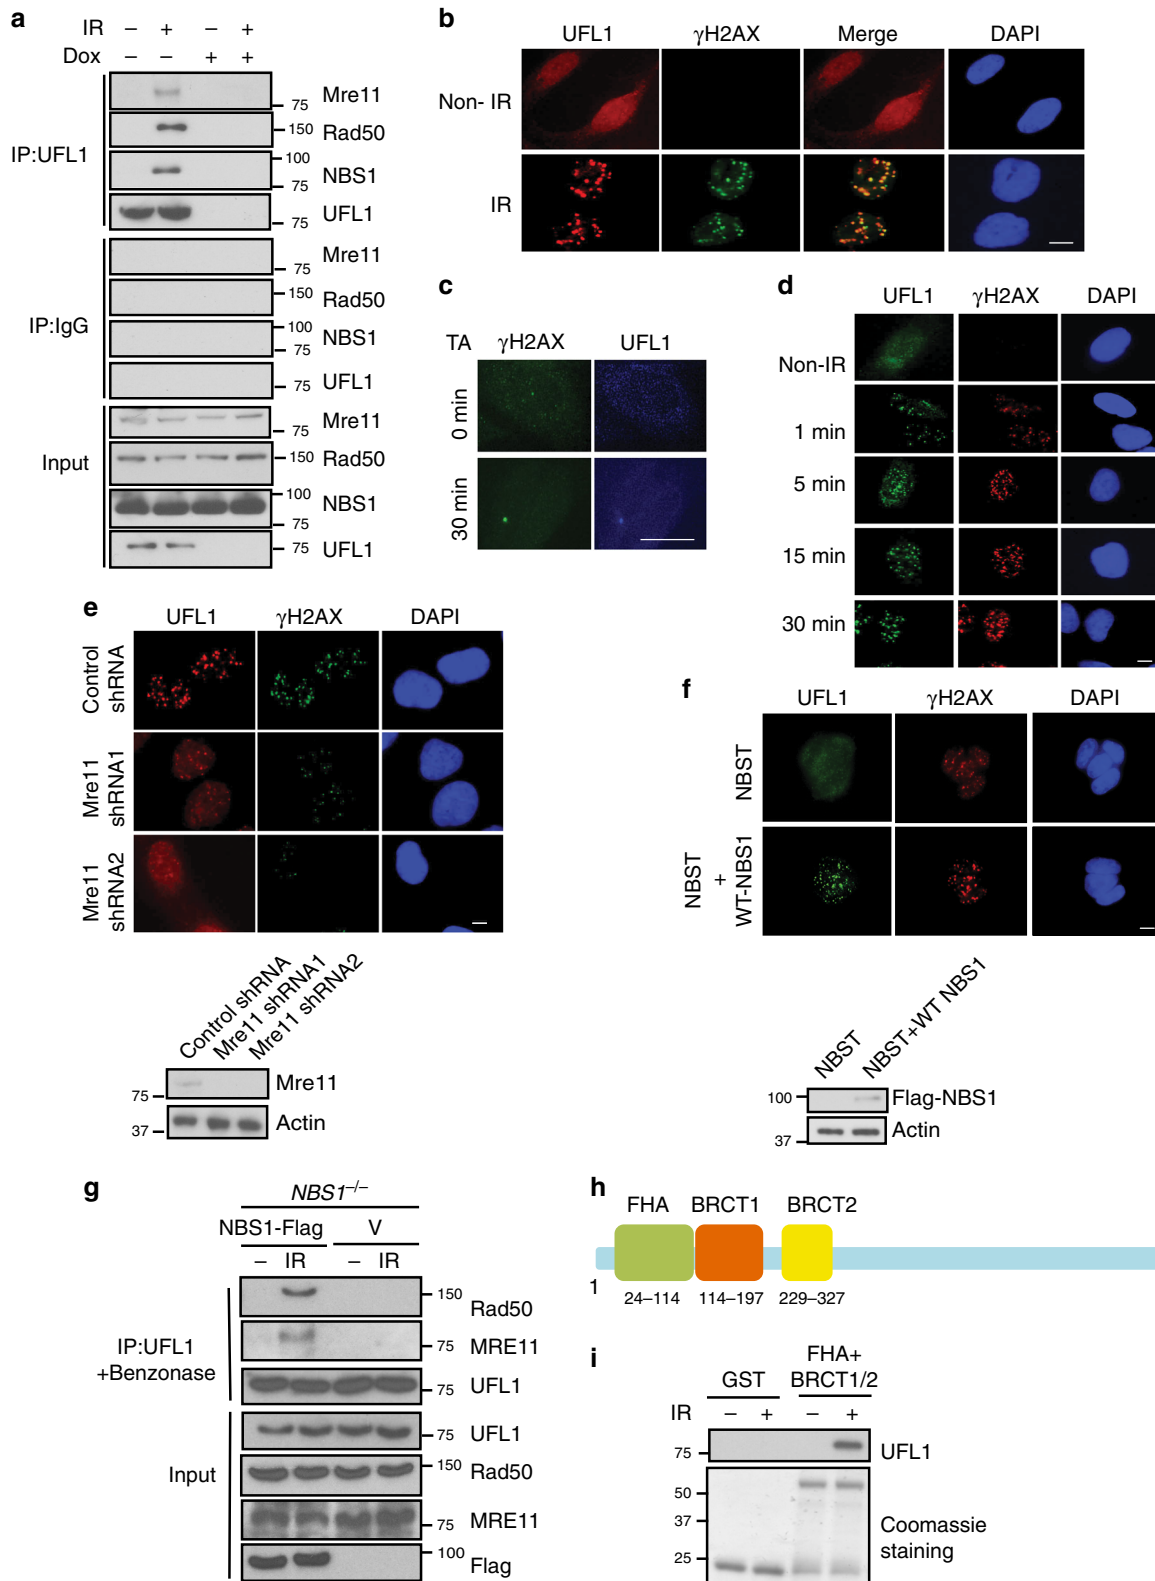 a
IR – + – +
Dox – – + +
IP:UFL1
75 Mre11
150 Rad50
100
75 NBS1
75 UFL1
IP:IgG
75 Mre11
150 Rad50
100
75 NBS1
75 UFL1
Input
75 Mre11
150 Rad50
100
75 NBS1
75 UFL1
b
UFL1 γH2AX Merge DAPI
Non- IR
IR
c
TA γH2AX UFL1
0 min
30 min
d
UFL1 γH2AX DAPI
Non-IR
1 min
5 min
15 min
30 min
e
UFL1 γH2AX DAPI
Control shRNA
Mre11 shRNA1
Mre11 shRNA2
Control shRNA
Mre11 shRNA1
Mre11 shRNA2
75 Mre11
37 Actin
f
UFL1 γH2AX DAPI
NBST
NBST + WT-NBS1
NBST
NBST+WT NBS1
100 Flag-NBS1
37 Actin
g
NBS1–/–
NBS1-Flag V
– IR – IR
IP:UFL1
+Benzonase
150 Rad50
75 MRE11
75 UFL1
Input
75 UFL1
150 Rad50
75 MRE11
100 Flag
h
FHA BRCT1 BRCT2
1
24–114 114–197 229–327
i
FHA+
GST BRCT1/2
IR – + – +
75 UFL1
50
37
25
Coomassie
staining